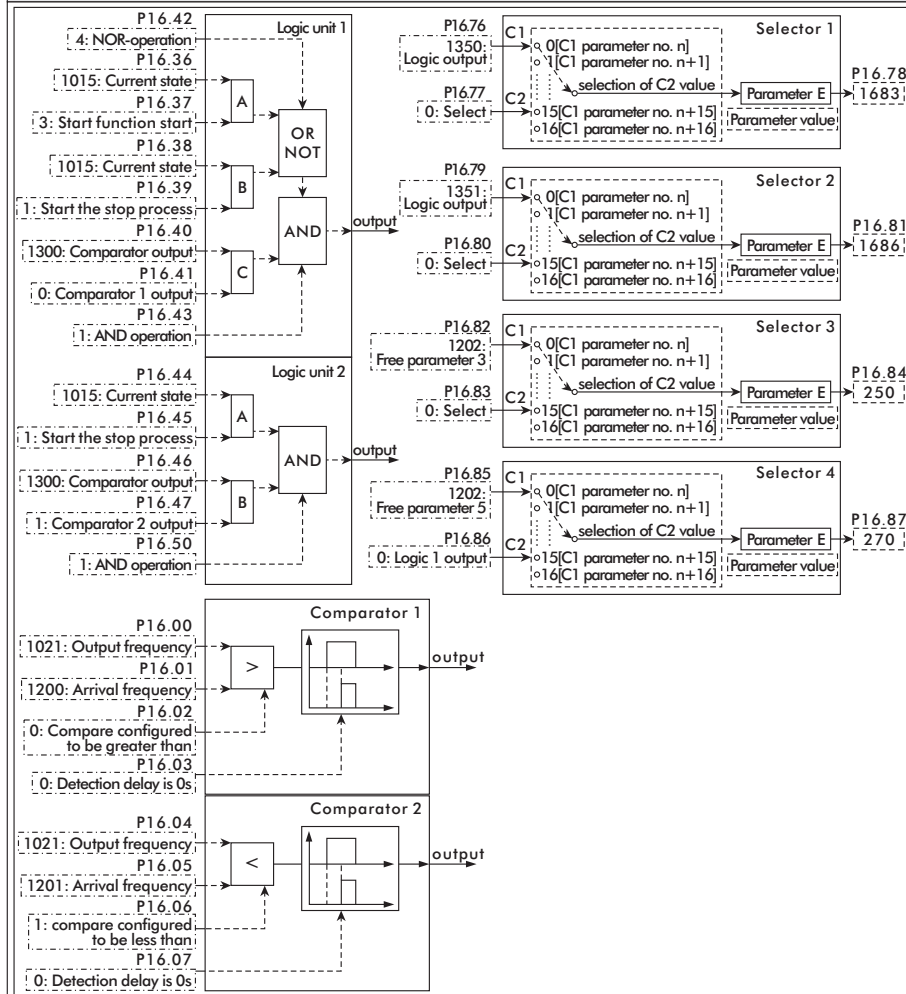 P16.42
Logic unit 1
4: NOR-operation
P16.36
1015: Current state
A
P16.37
3: Start function start
OR
NOT
P16.38
1015: Current state
B
P16.39
1: Start the stop process
AND
output
P16.40
1300: Comparator output
C
P16.41
0: Comparator 1 output
P16.43
1: AND operation
Logic unit 2
P16.44
1015: Current state
A
P16.45
1: Start the stop process
AND
output
P16.46
1300: Comparator output
B
P16.47
1: Comparator 2 output
P16.50
1: AND operation
P16.76
C1
Selector 1
1350:
Logic output
0[C1 parameter no. n]
1[C1 parameter no. n+1]
P16.77
C2
selection of C2 value
Parameter E
P16.78
1683
0: Select
15[C1 parameter no. n+15]
16[C1 parameter no. n+16]
Parameter value
P16.79
C1
Selector 2
1351:
Logic output
0[C1 parameter no. n]
1[C1 parameter no. n+1]
P16.80
C2
selection of C2 value
Parameter E
P16.81
1686
0: Select
15[C1 parameter no. n+15]
16[C1 parameter no. n+16]
Parameter value
P16.82
C1
Selector 3
1202:
Free parameter 3
0[C1 parameter no. n]
1[C1 parameter no. n+1]
P16.83
C2
selection of C2 value
Parameter E
P16.84
250
0: Select
15[C1 parameter no. n+15]
16[C1 parameter no. n+16]
Parameter value
P16.85
C1
Selector 4
1202:
Free parameter 5
0[C1 parameter no. n]
1[C1 parameter no. n+1]
P16.86
C2
selection of C2 value
Parameter E
P16.87
270
0: Logic 1 output
15[C1 parameter no. n+15]
16[C1 parameter no. n+16]
Parameter value
Comparator 1
P16.00
1021: Output frequency
P16.01
>
output
1200: Arrival frequency
P16.02
0: Compare configured
to be greater than
P16.03
0: Detection delay is 0s
Comparator 2
P16.04
1021: Output frequency
P16.05
<
output
1201: Arrival frequency
P16.06
1: compare configured
to be less than
P16.07
0: Detection delay is 0s